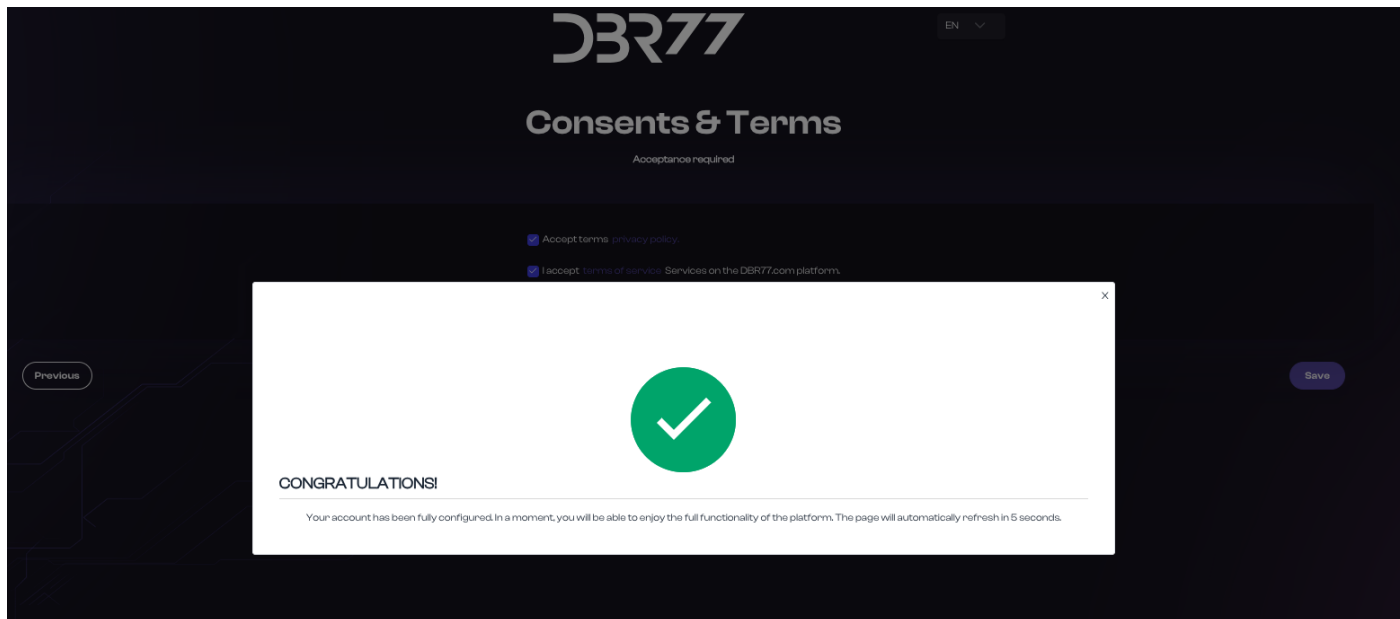 DBR77
EN
Consents & Terms
Acceptance required
Accept terms privacy policy.
I accept terms of service Services on the DBR77.com platform.
Previous
Save
CONGRATULATIONS!
Your account has been fully configured. In a moment, you will be able to enjoy the full functionality of the platform. The page will automatically refresh in 5 seconds.